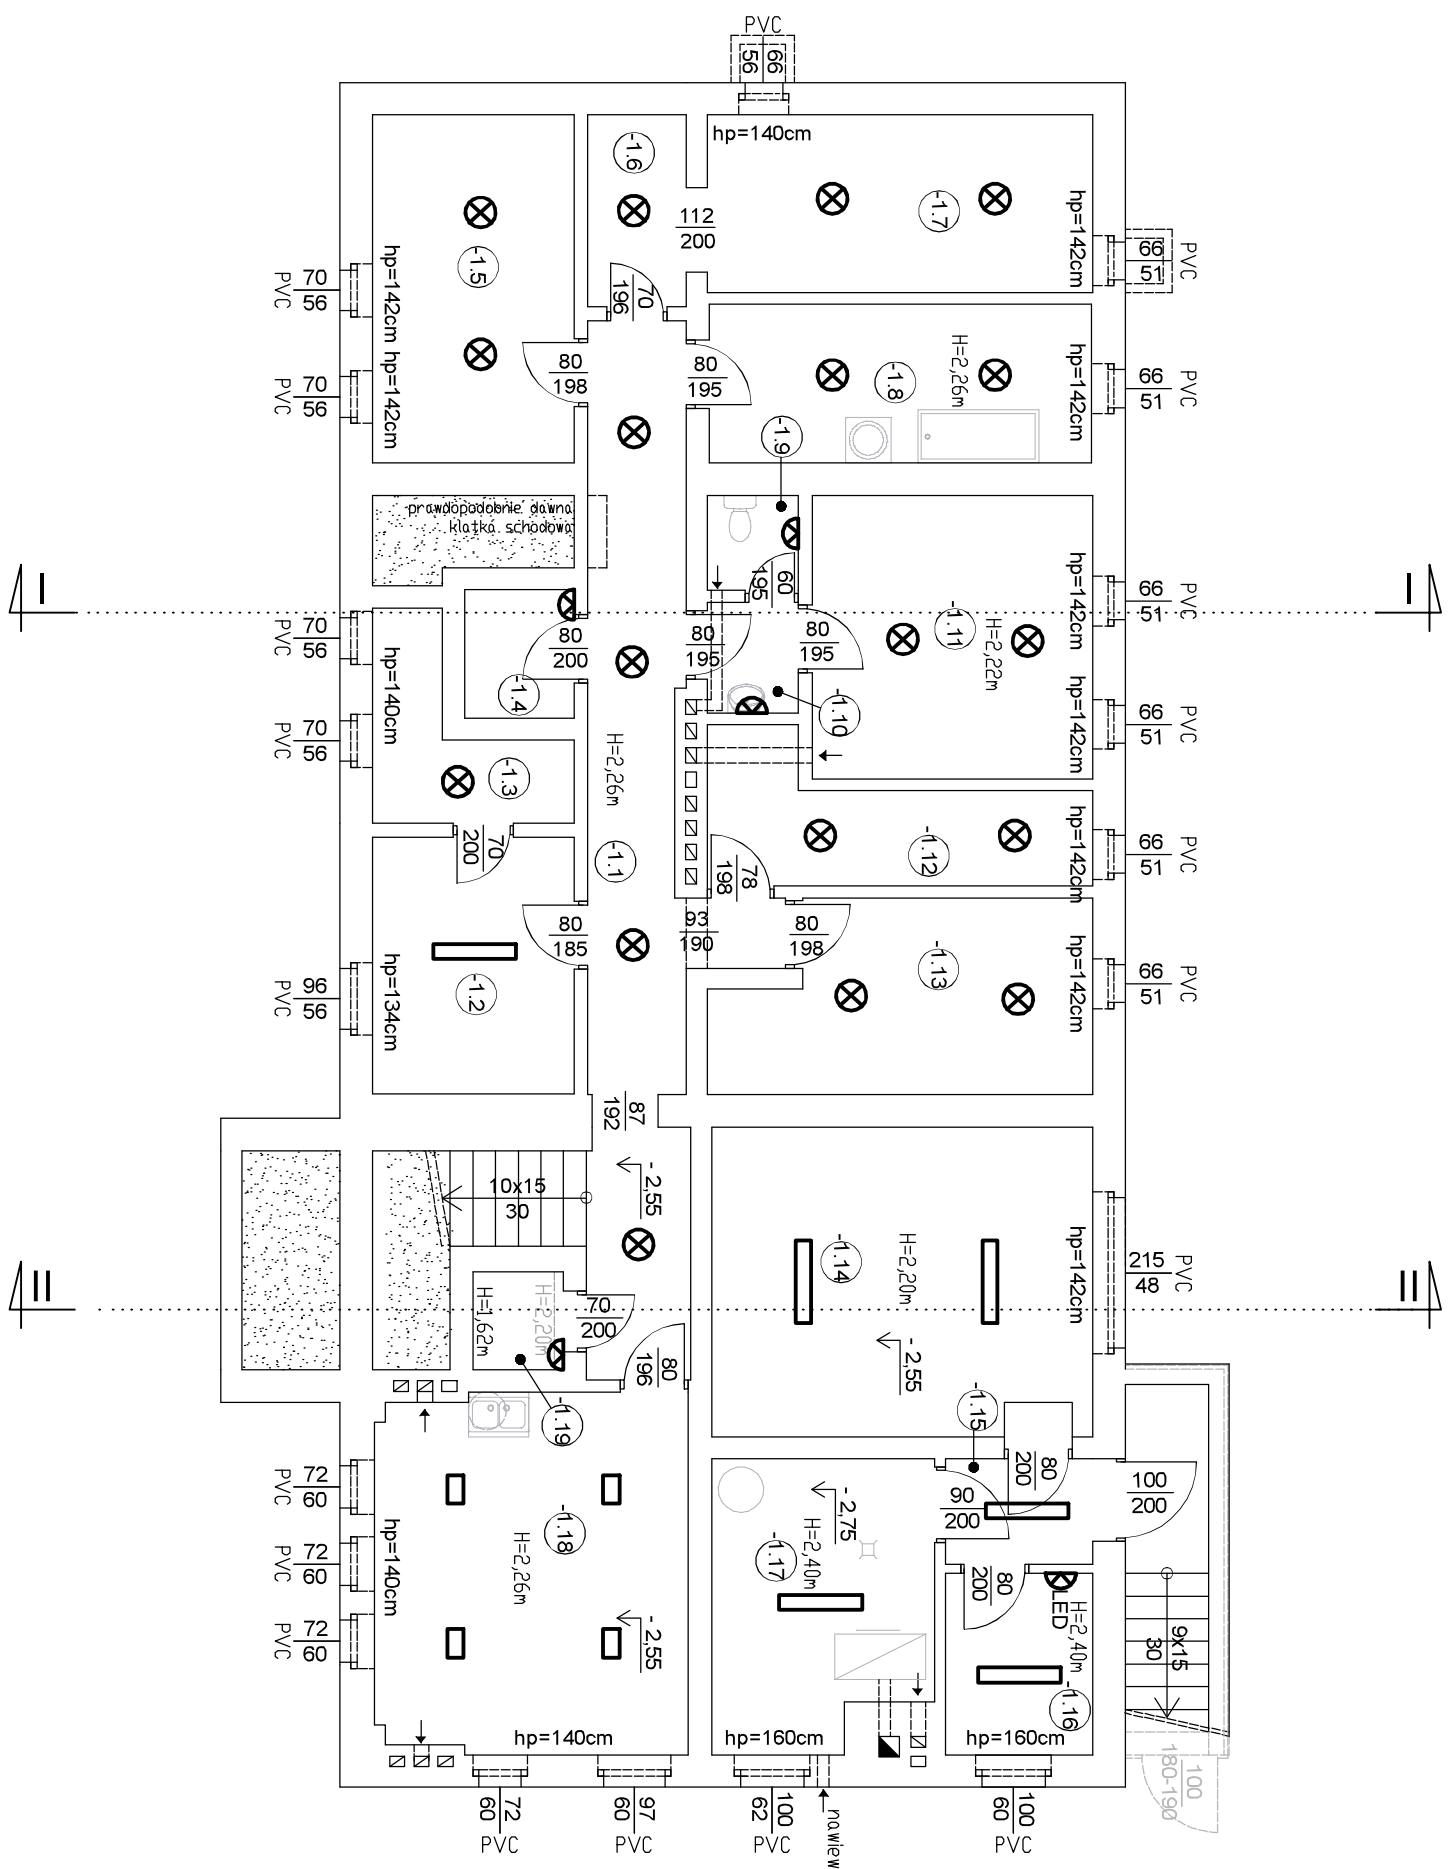 PVC
56
66
hp=140cm
-1.6
-1.7
hp=142cm
112
200
-1.5
hp=142cm
66
51
PVC
PVC
70
56
70
196
80
198
80
195
H=2,26m
-1.8
hp=142cm
66
51
PVC
PVC
70
56
hp=142cm
-1.9
prawdopodobnie dawna
klatka schodowa
60
195
hp=142cm
66
51
PVC
I
I
PVC
70
56
hp=140cm
80
200
80
195
80
195
-1.11
H=2,22m
-1.4
-1.10
hp=142cm
66
51
PVC
PVC
70
56
H=2,26m
-1.3
70
200
-1.1
78
198
-1.12
hp=142cm
66
51
PVC
80
185
93
190
80
198
-1.13
hp=142cm
66
51
PVC
PVC
96
56
hp=134cm
-1.2
87
192
10x15
30
- 2,55
-1.14
H=2,20m
hp=142cm
215
48
PVC
II
II
H=1,62m
H=2,20m
70
200
80
196
- 2,55
-1.15
-1.19
80
200
100
200
90
200
PVC
72
60
- 2,75
H=2,40m
-1.17
-1.18
H=2,26m
hp=140cm
PVC
72
60
80
200
LED
H=2,40m
PVC
72
60
- 2,55
9x15
30
-1.16
hp=140cm
hp=160cm
hp=160cm
100
180-190
72
60
PVC
97
60
PVC
100
62
PVC
nawiew
100
60
PVC